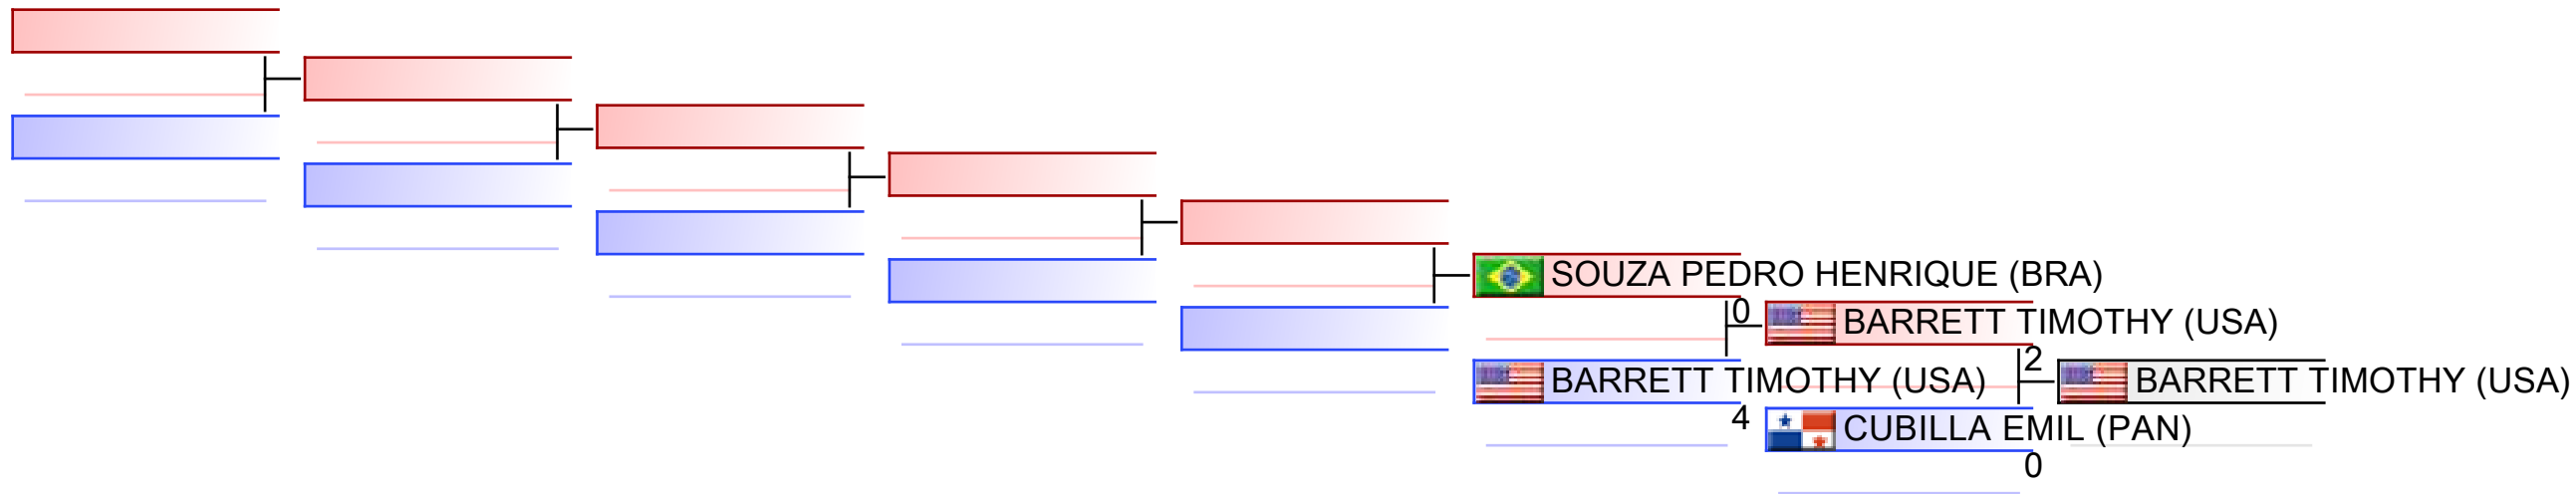 SOUZA PEDRO HENRIQUE (BRA)
0
BARRETT TIMOTHY (USA)
2
BARRETT TIMOTHY (USA)
BARRETT TIMOTHY (USA)
4
CUBILLA EMIL (PAN)
0